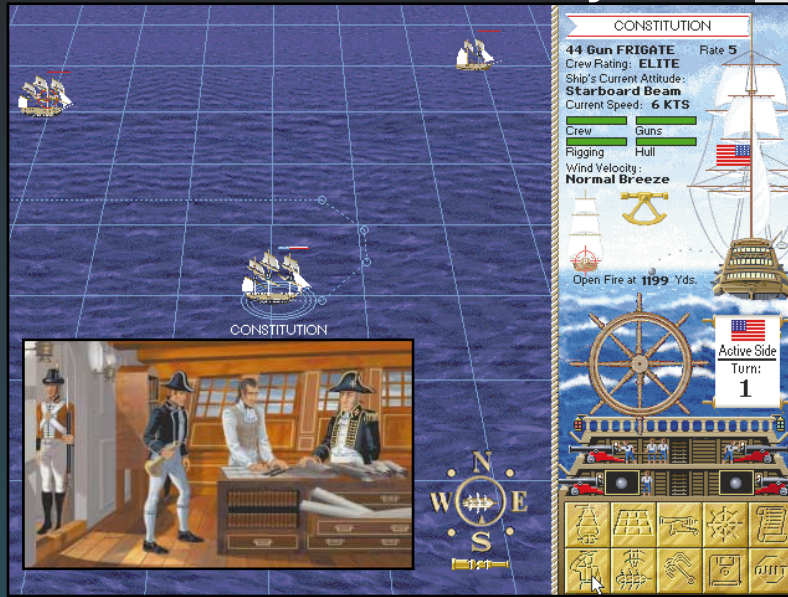 CONSTITUTION
44 Gun FRIGATE Rate 5
Crew Rating: ELITE
Ship's Current Attitude:
Starboard Beam
Current Speed: 6 KTS
Crew Guns
Rigging Hull
Wind Velocity:
Normal Breeze
Open Fire at 1199 Yds.
Active Side
Turn:
1
CONSTITUTION
N
W E
S
QUIT